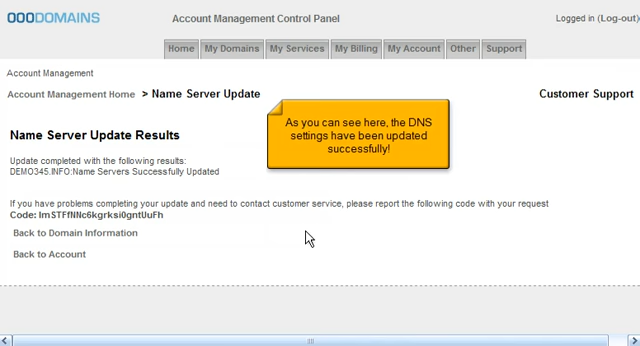 000DOMAINS
Account Management Control Panel
Logged in (Log-out)
Home
My Domains
My Services
My Billing
My Account
Other
Support
Account Management
Account Management Home > Name Server Update
Customer Support
As you can see here, the DNS
settings have been updated
successfully!
Name Server Update Results
Update completed with the following results:
DEMO345.INFO:Name Servers Successfully Updated
If you have problems completing your update and need to contact customer service, please report the following code with your request
Code: ImSTFfNNc6kgrksi0gntUuFh
Back to Domain Information
Back to Account